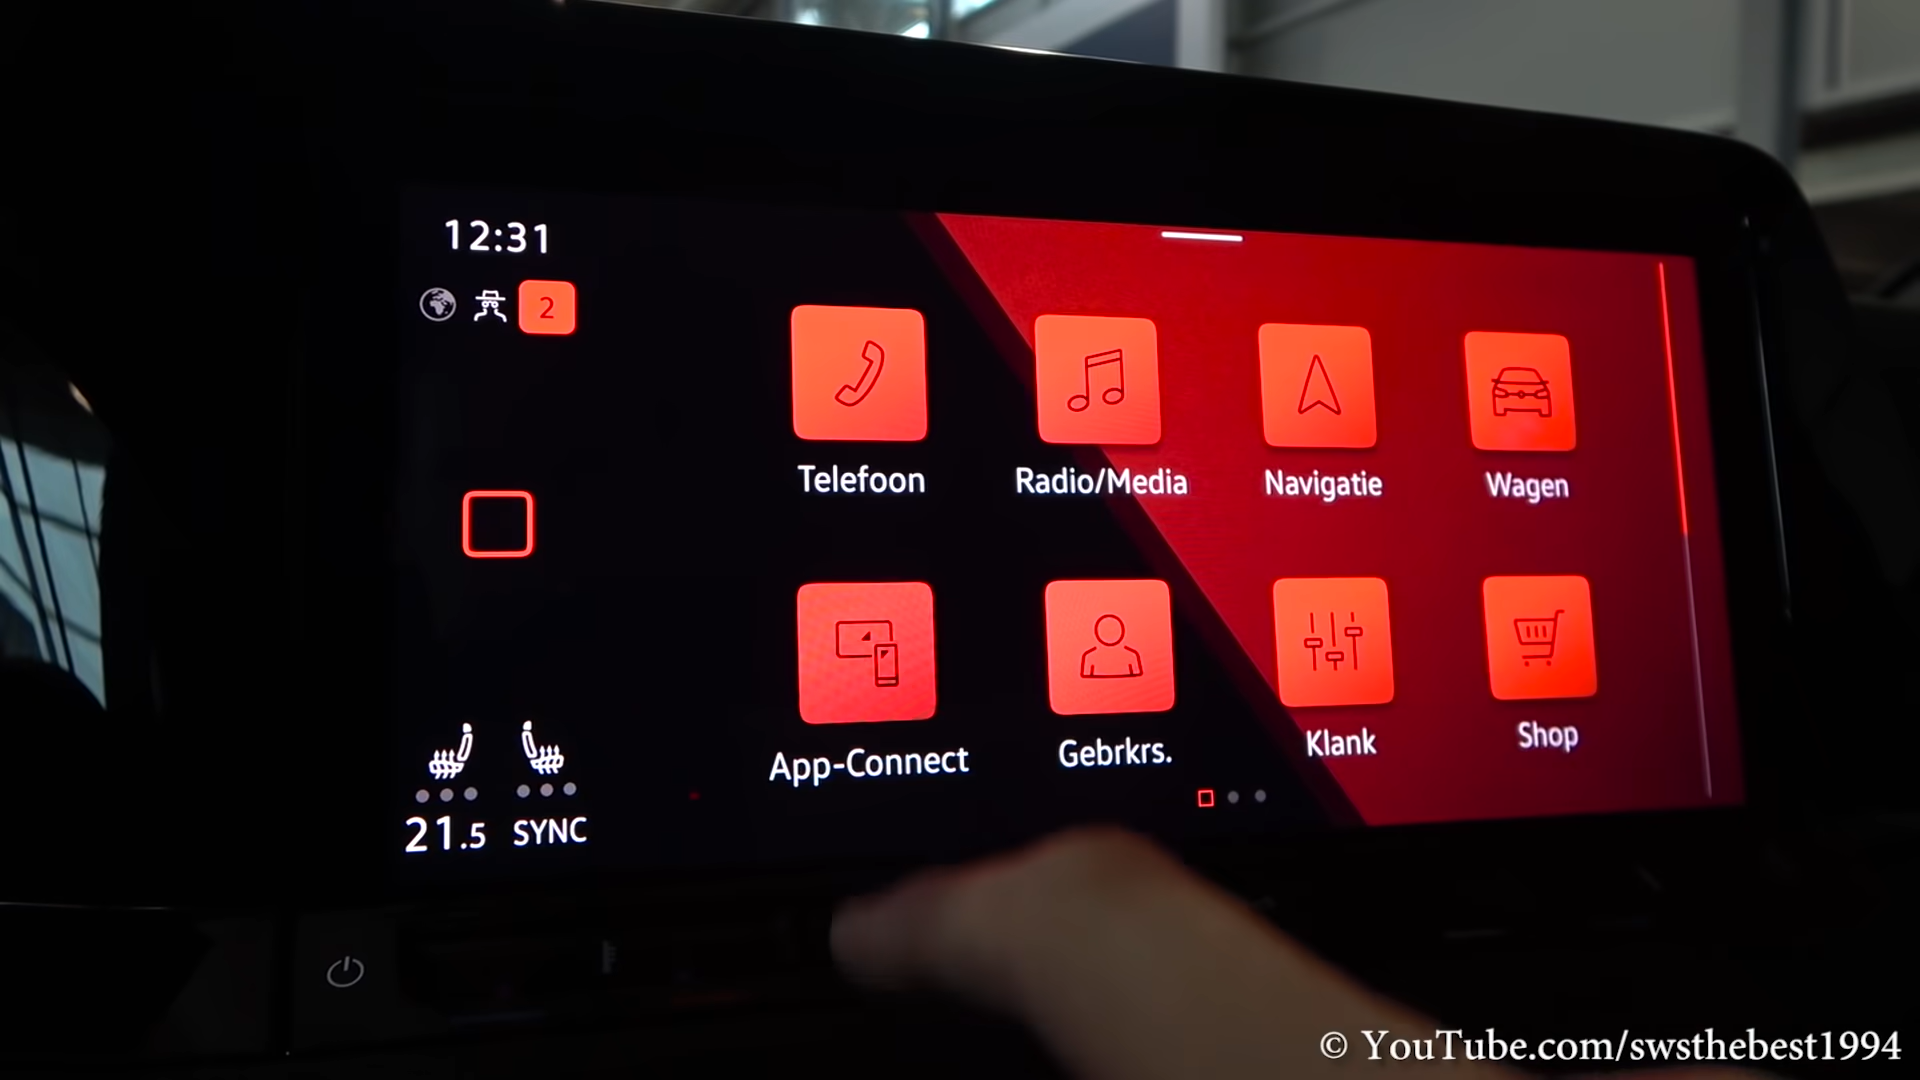 12:31
2
Telefoon
Radio/Media
Navigatie
Wagen
App-Connect
Gebrkrs.
Klank
Shop
21.5 SYNC
© YouTube.com/swsthebest1994